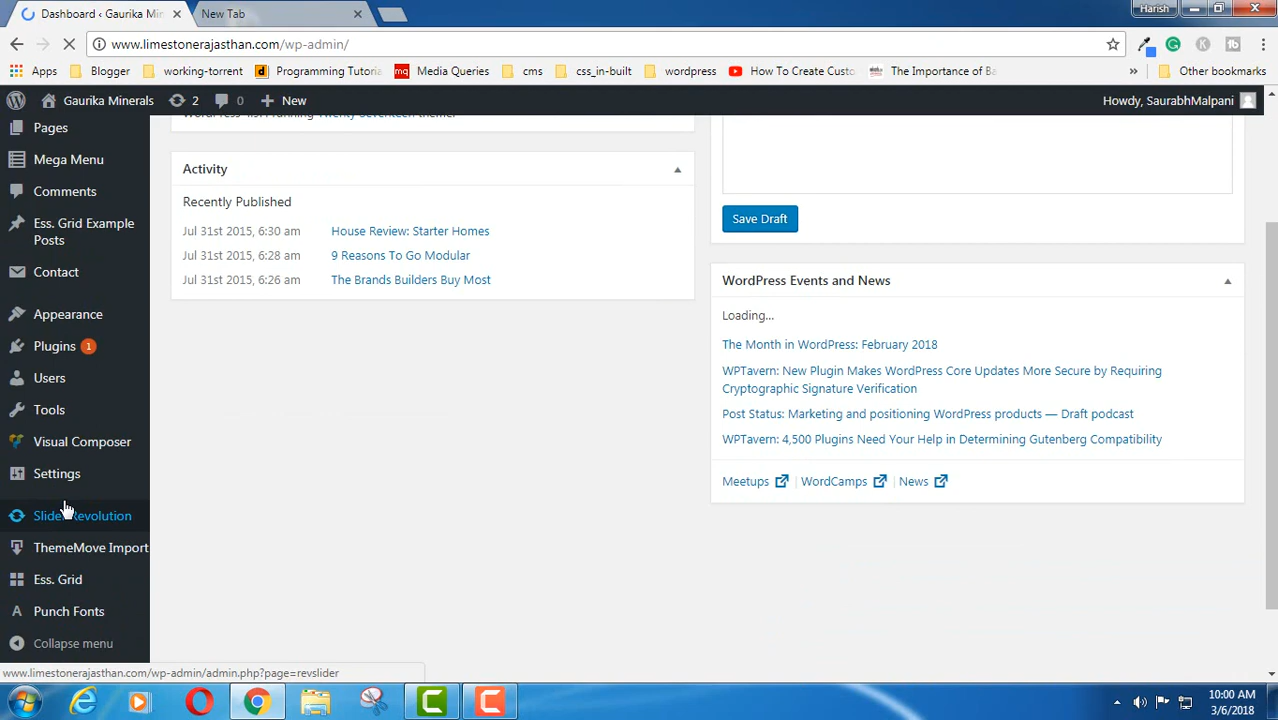 Dashboard ‹ Gaurika Min
New Tab
Harish
www.limestonerajasthan.com/wp-admin/
Apps
Blogger
working-torrent
Programming Tutoria
mq
Media Queries
cms
css_in-built
wordpress
How To Create Custo
The Importance of Ba
»
Other bookmarks
Gaurika Minerals
2
0
New
Howdy, SaurabhMalpani
Pages
Mega Menu
Comments
Ess. Grid Example
Posts
Contact
Appearance
Plugins 1
Users
Tools
Visual Composer
Settings
Slider Revolution
ThemeMove Import
Ess. Grid
Punch Fonts
Collapse menu
Activity
Recently Published
Jul 31st 2015, 6:30 am House Review: Starter Homes
Jul 31st 2015, 6:28 am 9 Reasons To Go Modular
Jul 31st 2015, 6:26 am The Brands Builders Buy Most
Save Draft
WordPress Events and News
Loading...
The Month in WordPress: February 2018
WPTavern: New Plugin Makes WordPress Core Updates More Secure by Requiring
Cryptographic Signature Verification
Post Status: Marketing and positioning WordPress products — Draft podcast
WPTavern: 4,500 Plugins Need Your Help in Determining Gutenberg Compatibility
Meetups | WordCamps | News
www.limestonerajasthan.com/wp-admin/admin.php?page=revslider
10:00 AM
3/6/2018